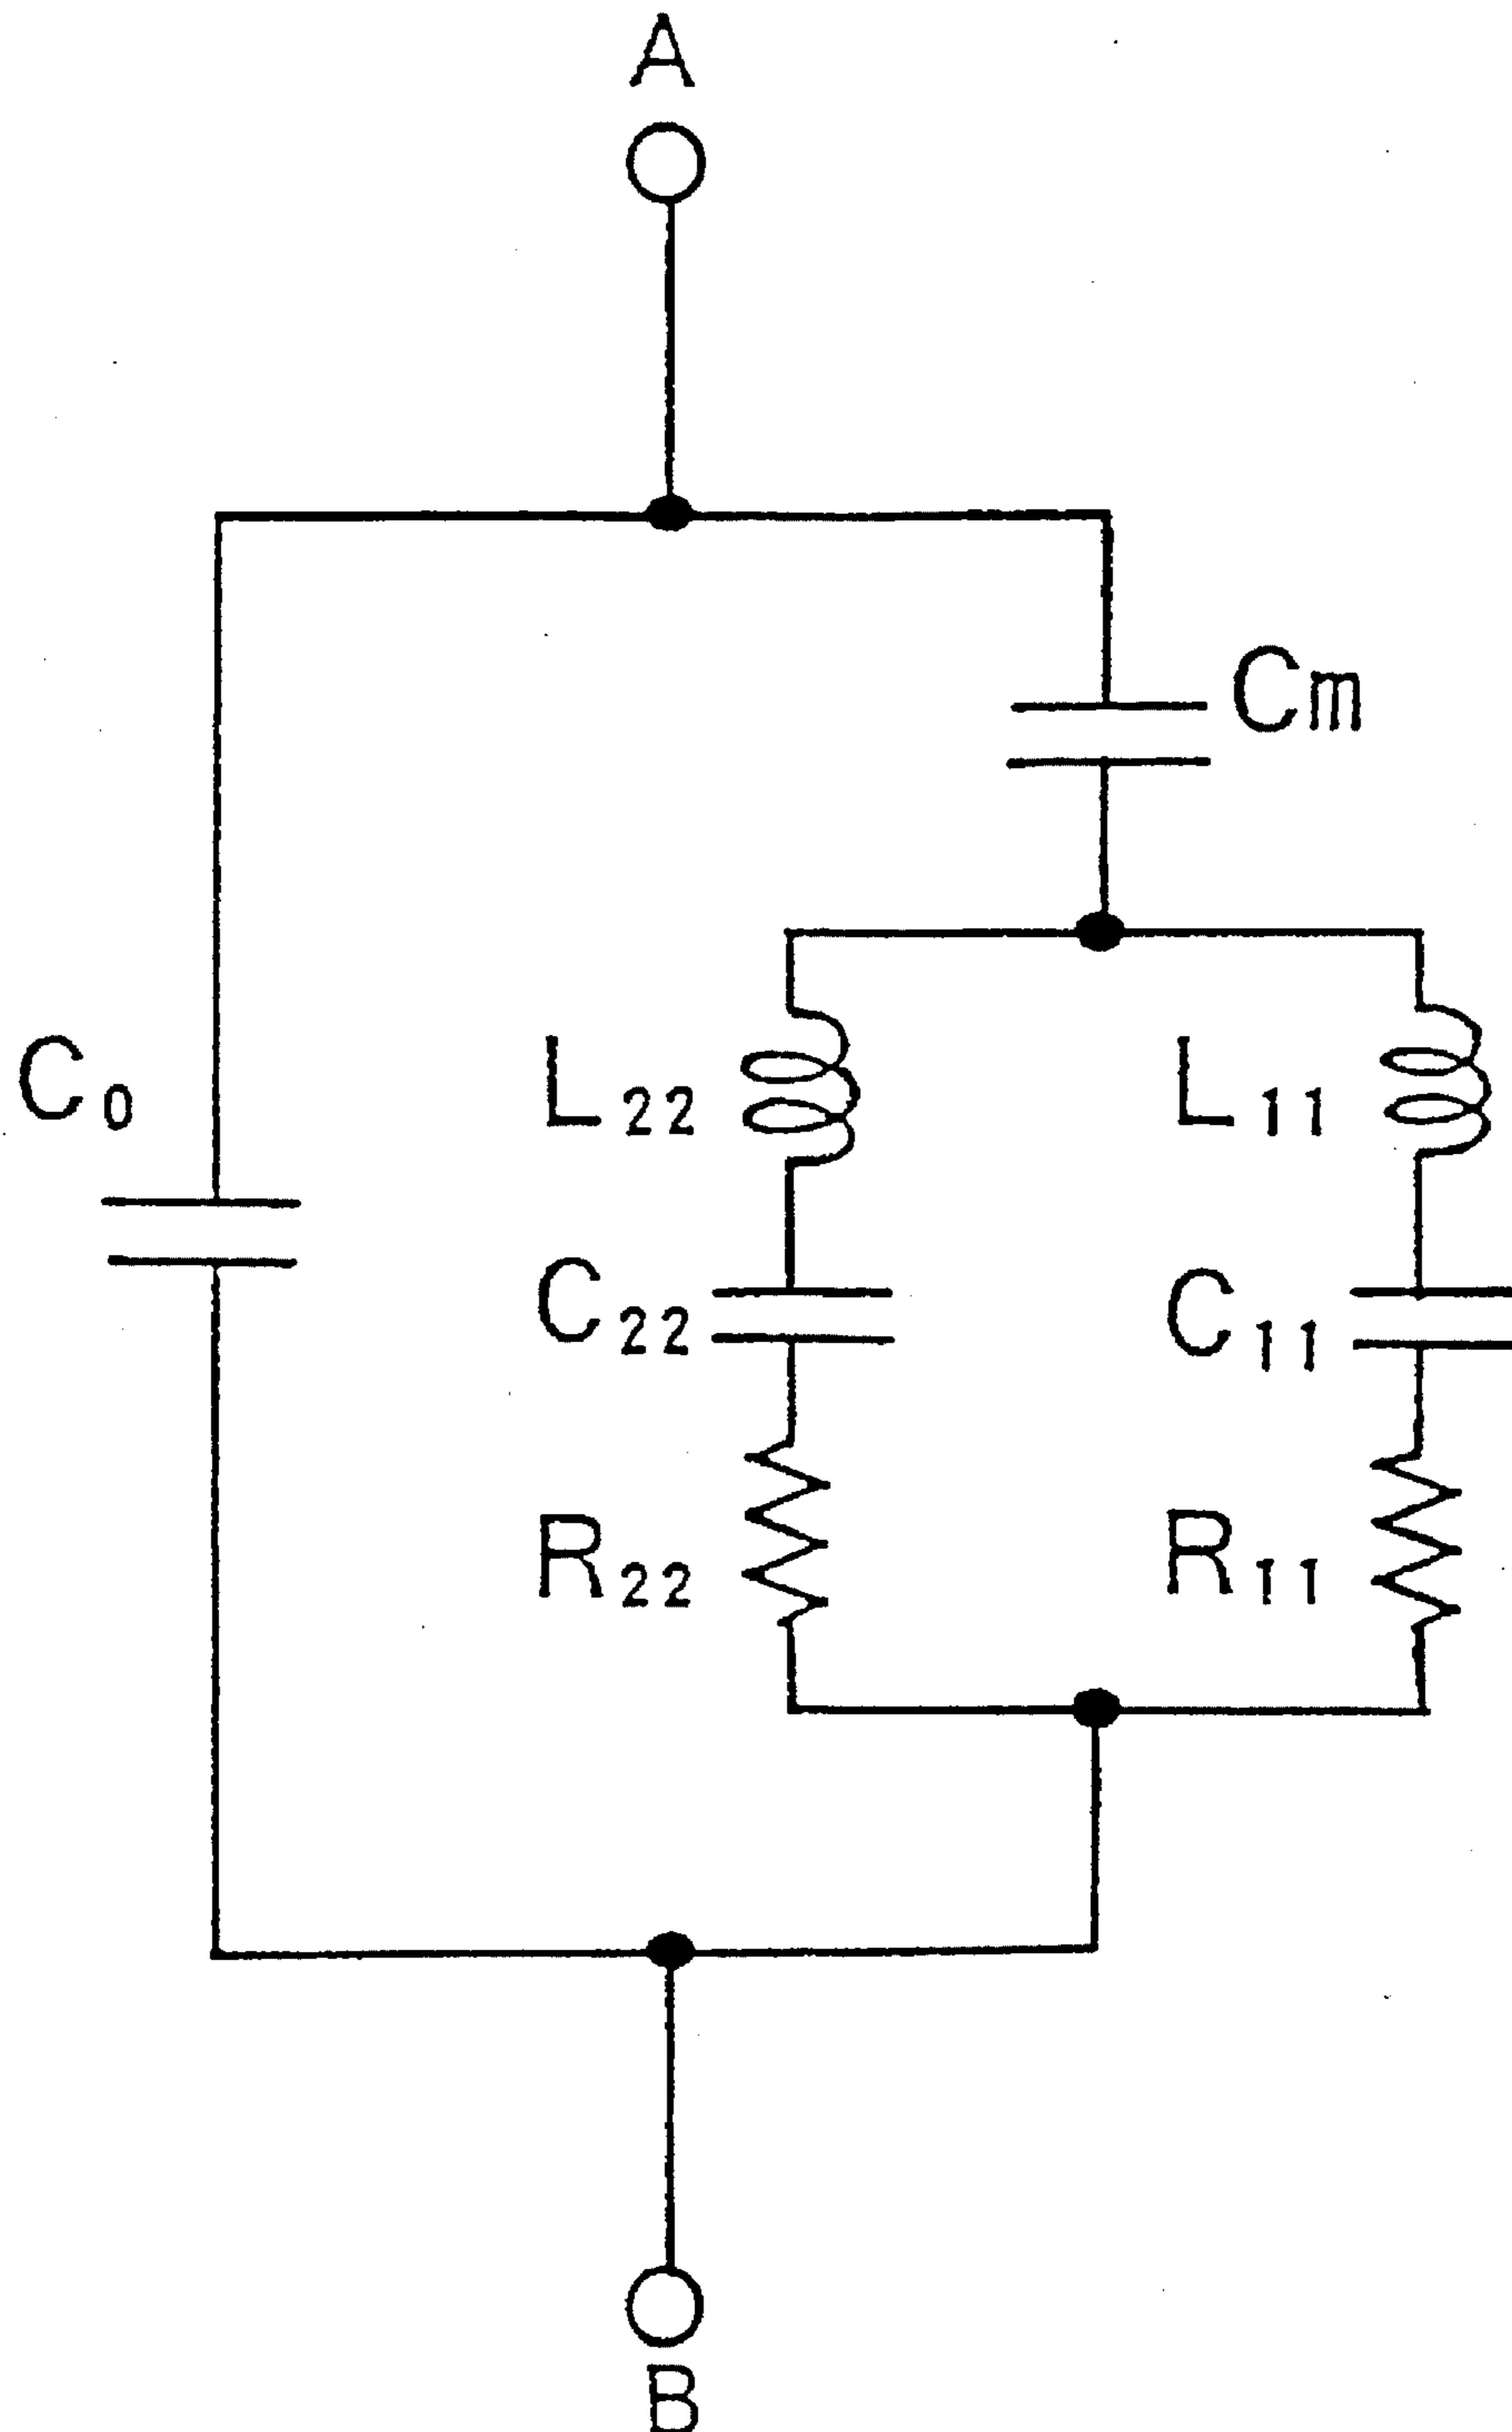 A
Cm
C₀
L₂₂
L₁₁
C₂₂
C₁₁
R₂₂
R₁₁
B